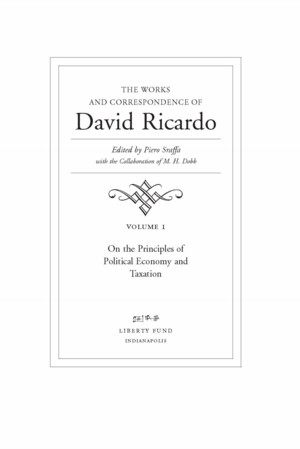 THE WORKS
AND CORRESPONDENCE OF
David Ricardo
Edited by Piero Sraffa
with the Collaboration of M. H. Dobb
VOLUME I
On the Principles of
Political Economy and
Taxation
LIBERTY FUND
INDIANAPOLIS